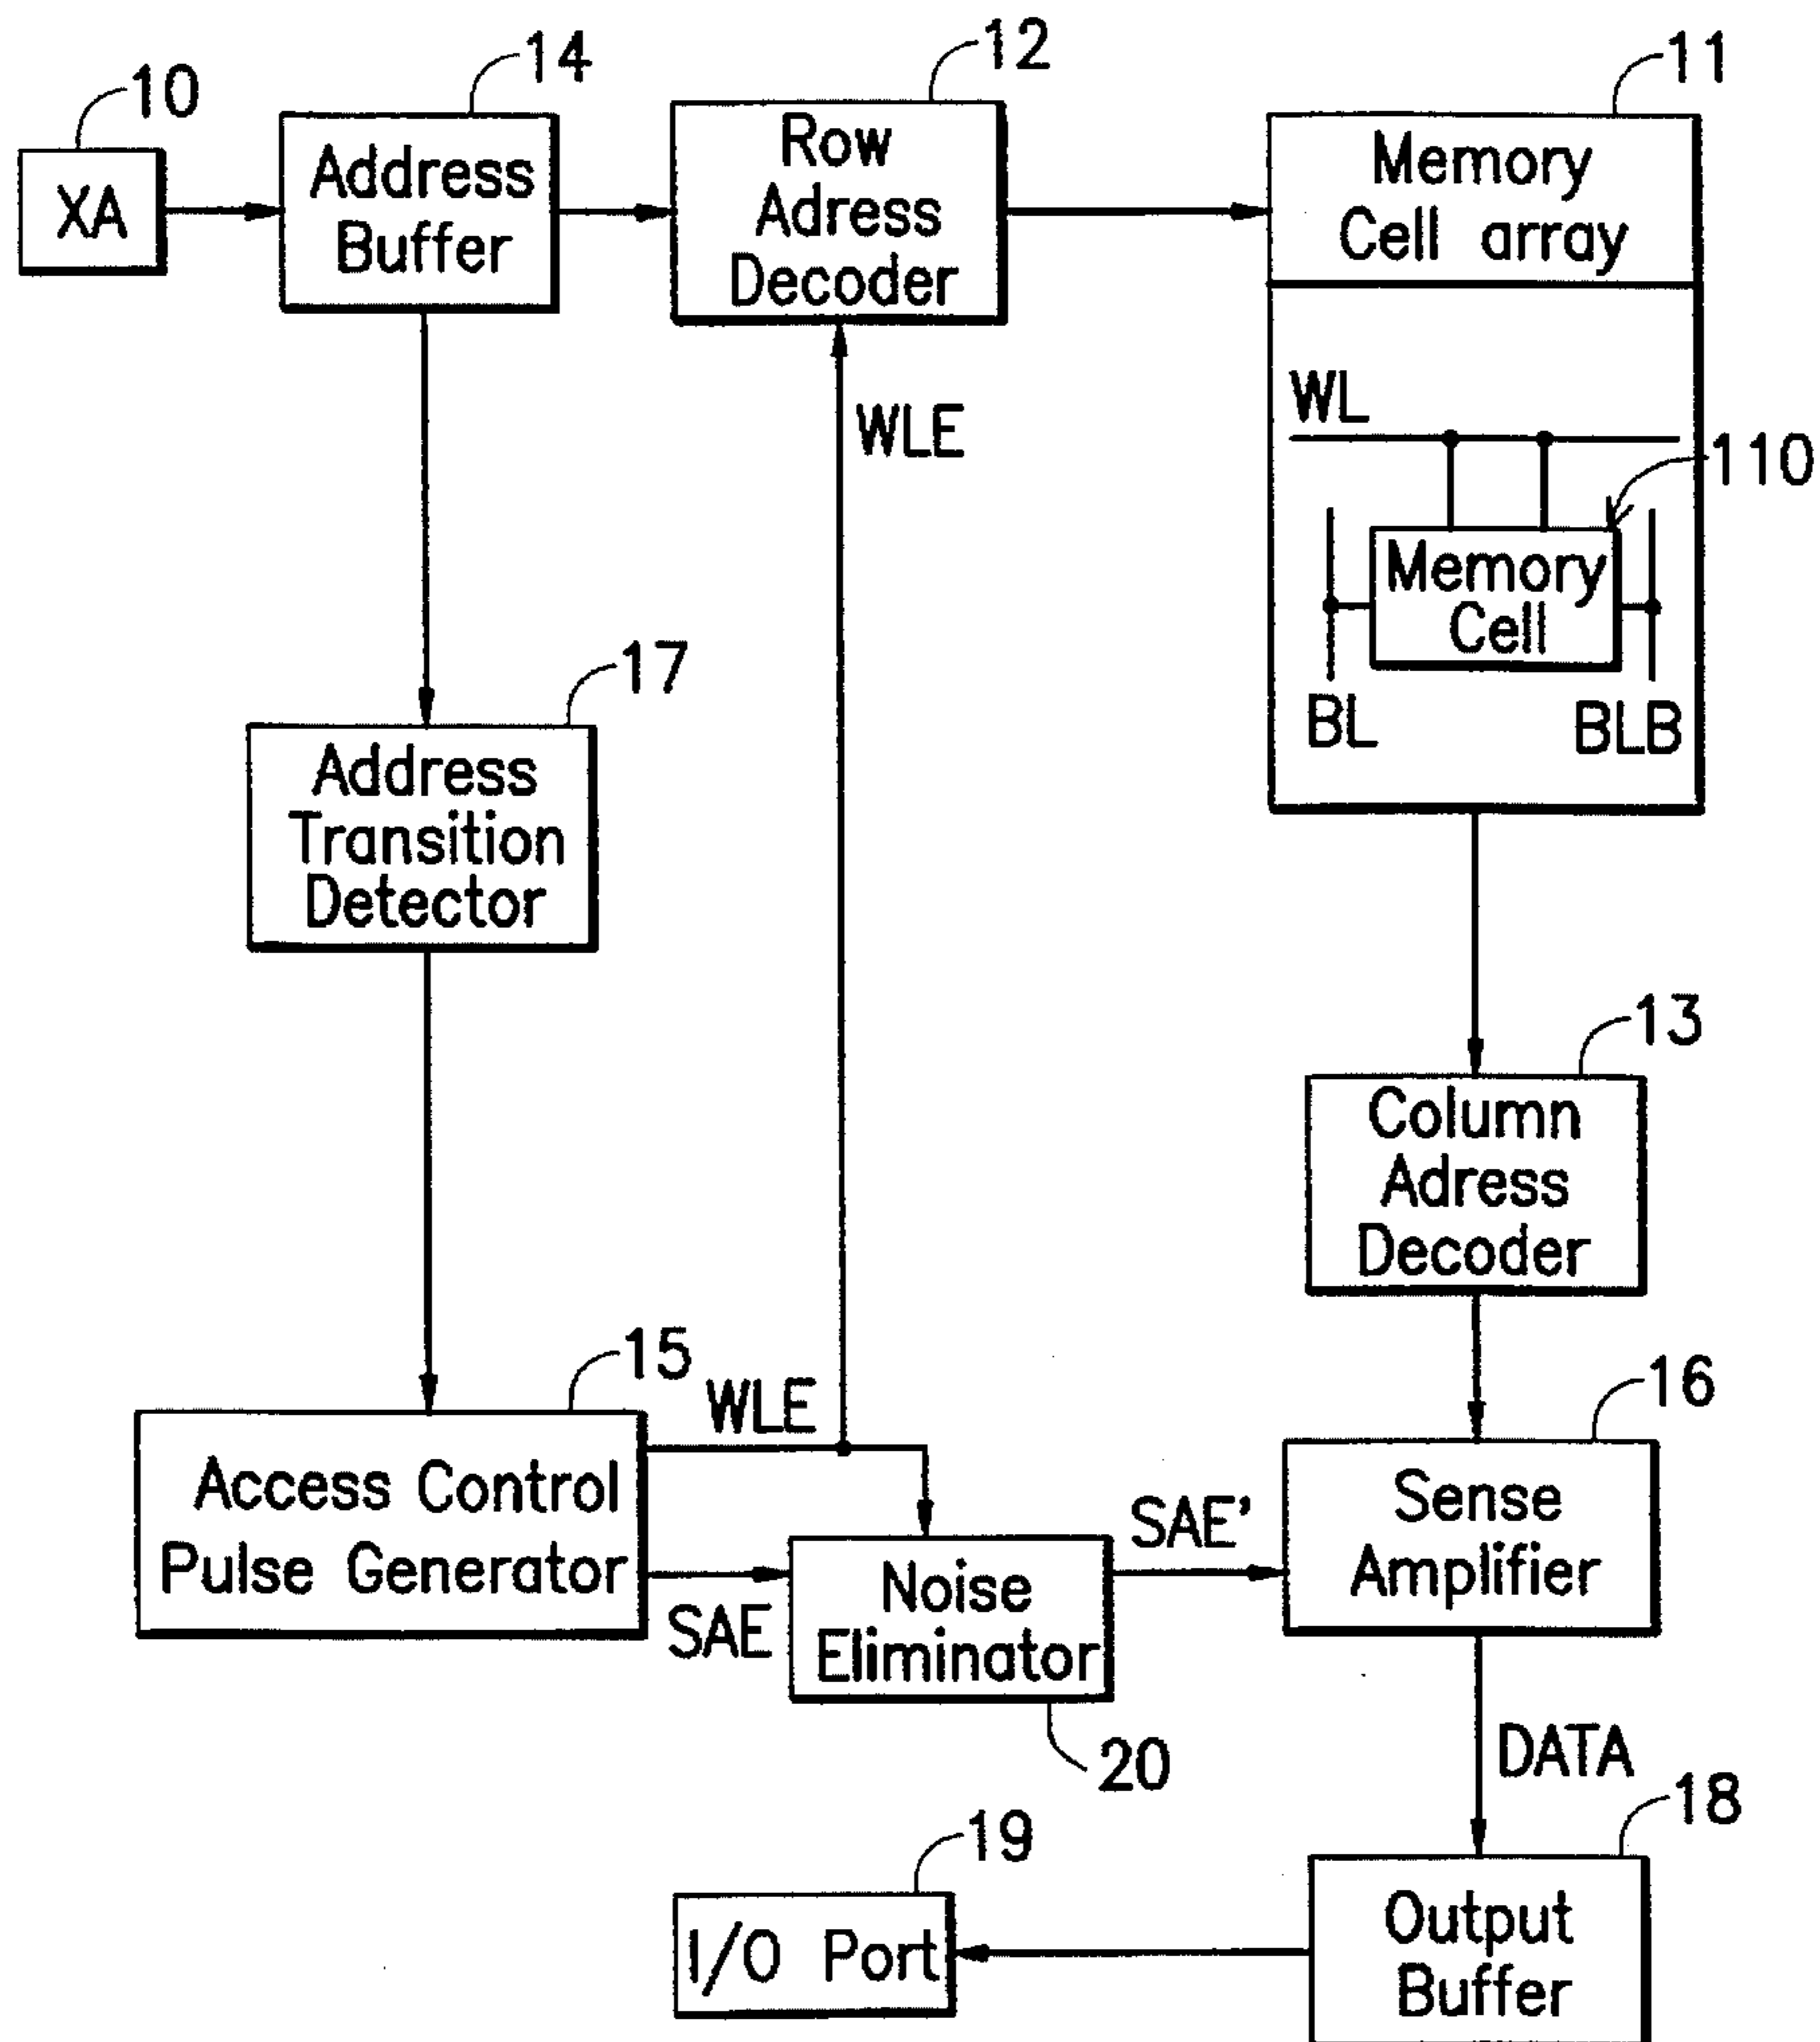 10
14
12
11
XA
Address
Buffer
Row
Adress
Decoder
Memory
Cell array
WLE
WL
110
Memory
Cell
BL
BLB
17
Address
Transition
Detector
13
Column
Adress
Decoder
15
WLE
16
Access Control
Pulse Generator
SAE
Noise
Eliminator
20
SAE'
Sense
Amplifier
DATA
18
19
I/O Port
Output
Buffer